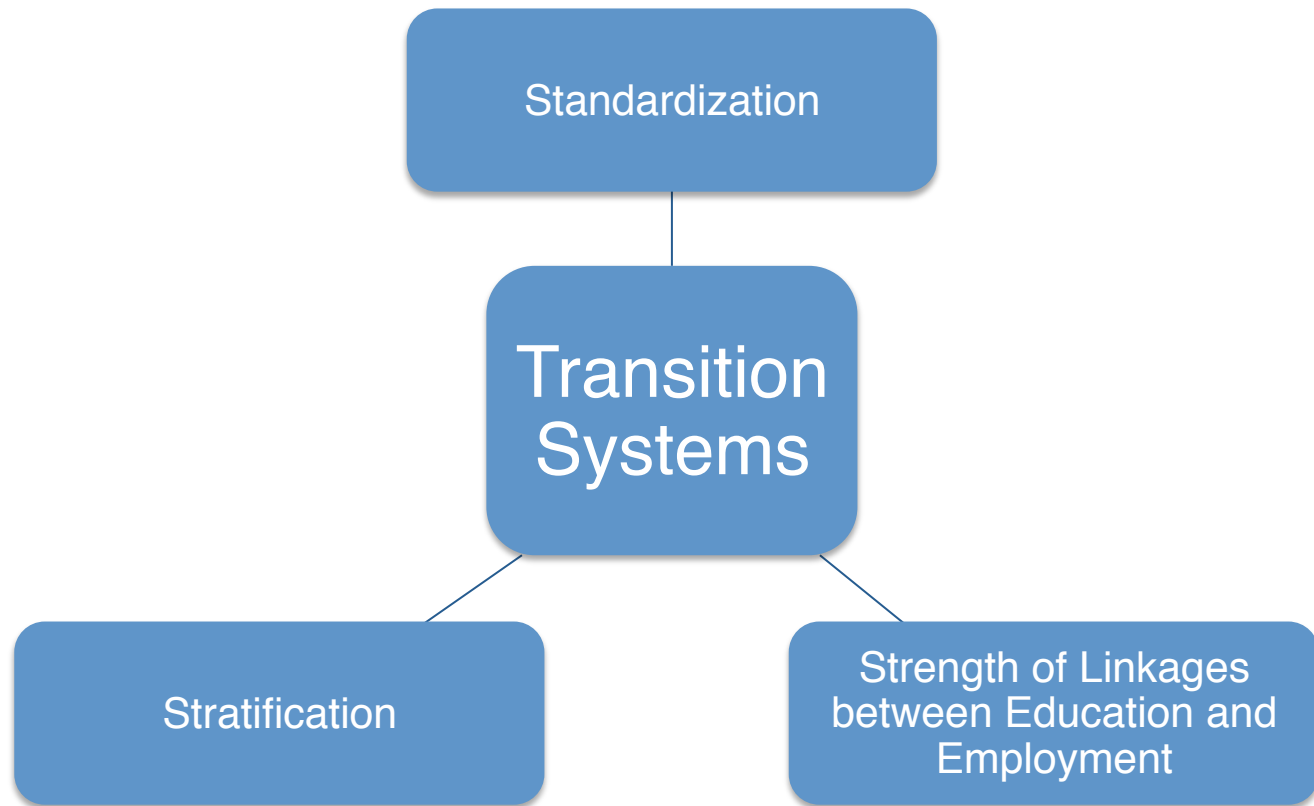 Standardization
Transition
Systems
Stratification
Strength of Linkages
between Education and
Employment